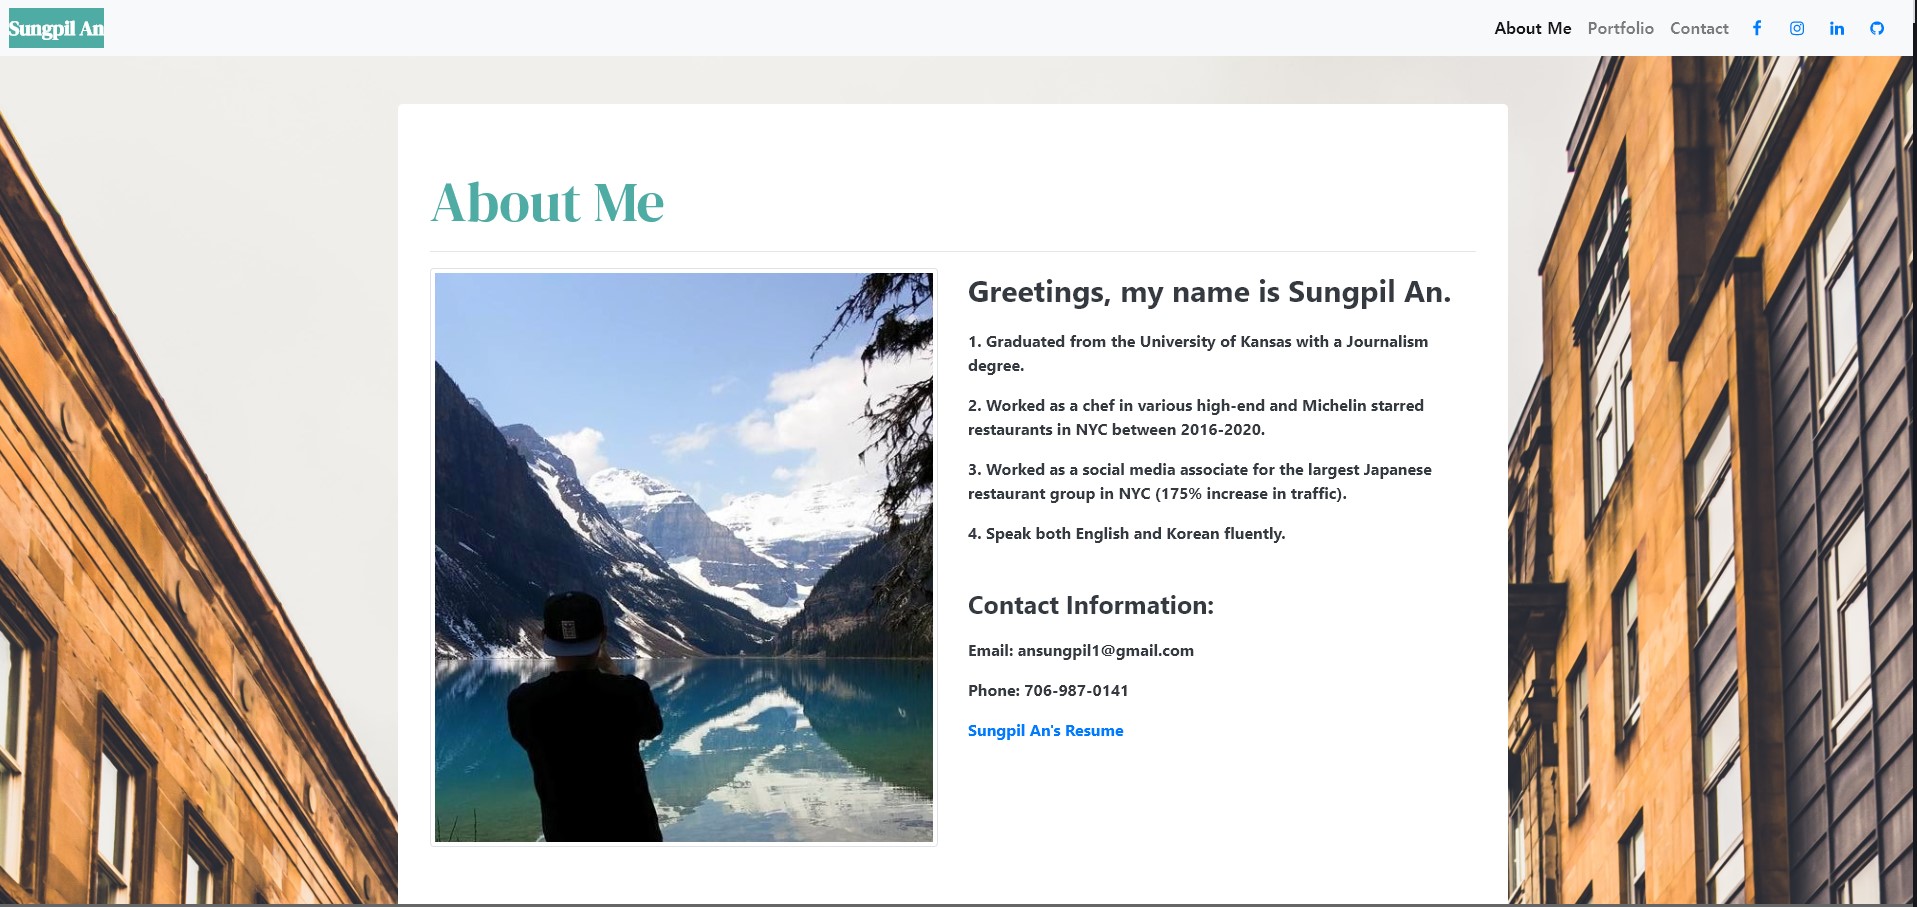 Sungpil An
About Me Portfolio Contact
About Me
Greetings, my name is Sungpil An.
1. Graduated from the University of Kansas with a Journalism
degree.
2. Worked as a chef in various high-end and Michelin starred
restaurants in NYC between 2016-2020.
3. Worked as a social media associate for the largest Japanese
restaurant group in NYC (175% increase in traffic).
4. Speak both English and Korean fluently.
Contact Information:
Email: ansungpil1@gmail.com
Phone: 706-987-0141
Sungpil An's Resume